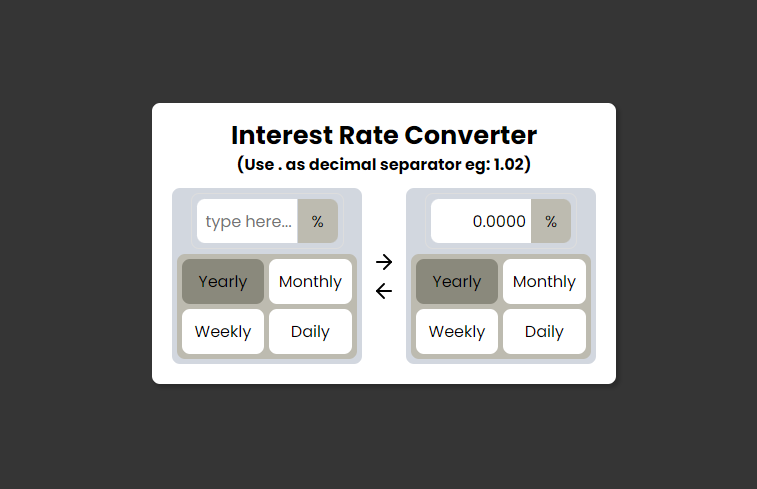 Interest Rate Converter
(Use . as decimal separator eg: 1.02)
type here... %
Yearly Monthly
Weekly Daily
0.0000 %
Yearly Monthly
Weekly Daily